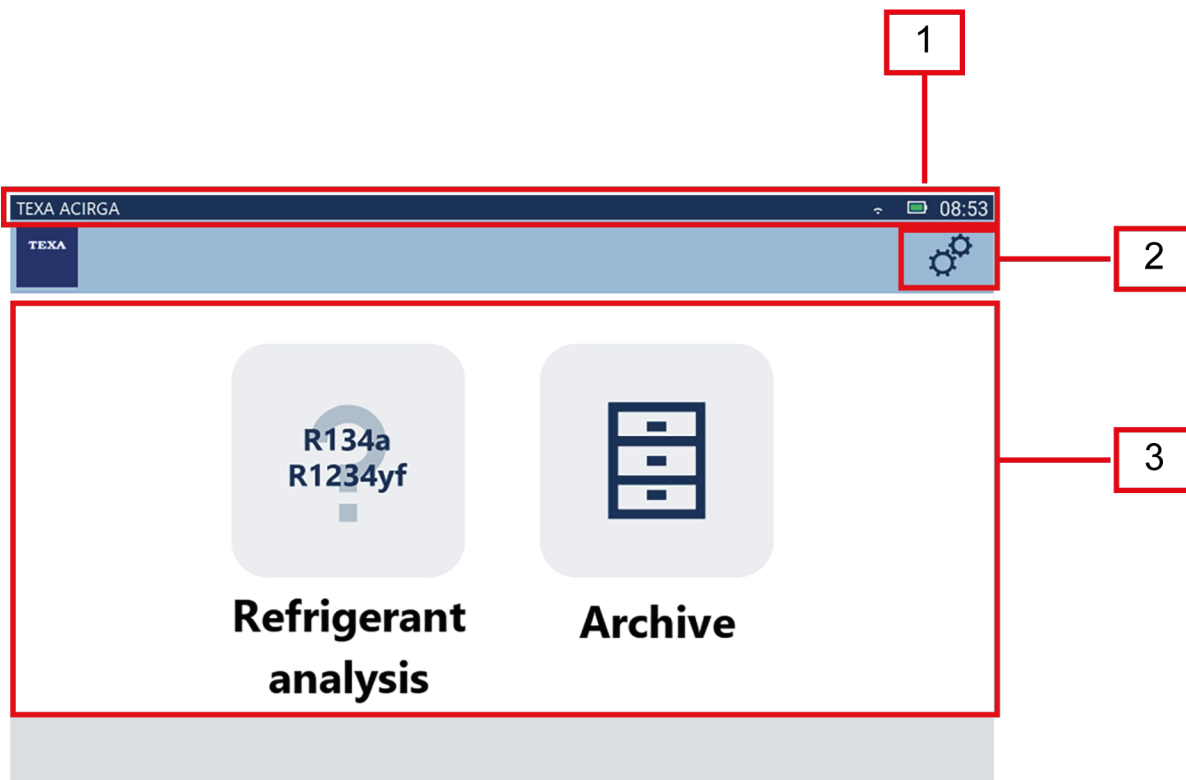 1
TEXA ACIRGA 08:53
TEXA
2
R134a
R1234yf
?
3
Refrigerant
analysis
Archive